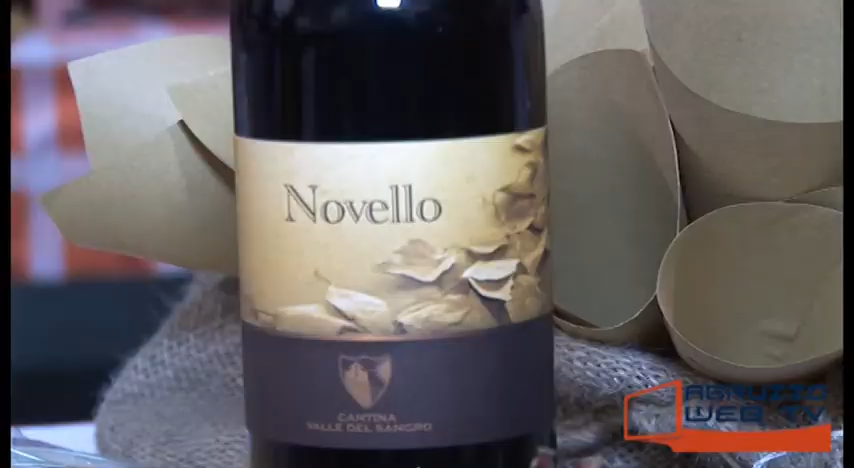 Novello
CANTINA
VALLE DEL SANGRO
ABRUZZO
WEB TV